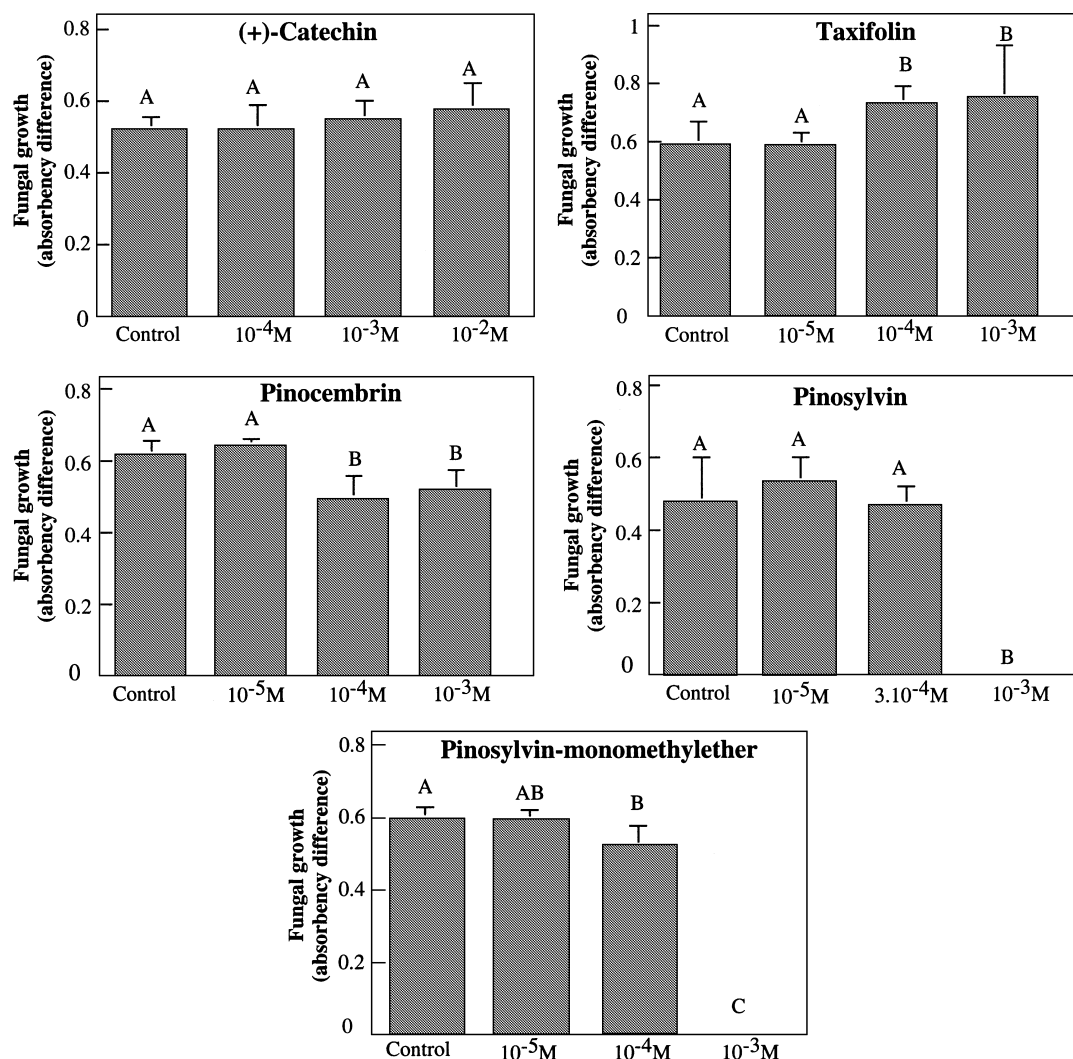 (+)-Catechin
Fungal growth
(absorbency difference)
0.8
0.6
0.4
0.2
0
A
A
A
A
Control
10⁻⁴M
10⁻³M
10⁻²M
Taxifolin
Fungal growth
(absorbency difference)
1
0.8
0.6
0.4
0.2
0
A
A
B
B
Control
10⁻⁵M
10⁻⁴M
10⁻³M
Pinocembrin
Fungal growth
(absorbency difference)
0.8
0.6
0.4
0.2
0
A
A
B
B
Control
10⁻⁵M
10⁻⁴M
10⁻³M
Pinosylvin
Fungal growth
(absorbency difference)
0.8
0.6
0.4
0.2
0
A
A
A
B
Control
10⁻⁵M
3.10⁻⁴M
10⁻³M
Pinosylvin-monomethylether
Fungal growth
(absorbency difference)
0.8
0.6
0.4
0.2
0
A
AB
B
C
Control
10⁻⁵M
10⁻⁴M
10⁻³M